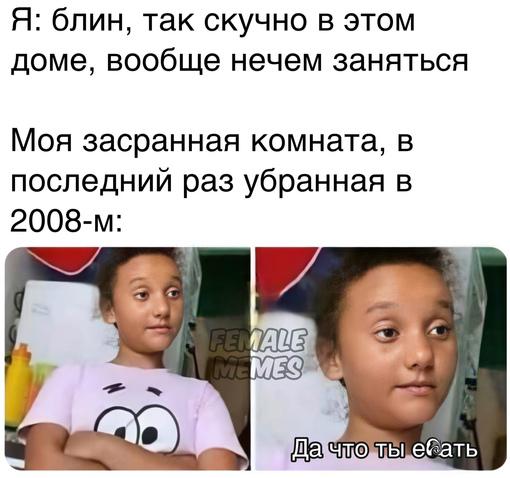 Я: блин, так скучно в этом
доме, вообще нечем заняться
Моя засранная комната, в
последний раз убранная в
2008-м:
FEMALE
MEMES
Да что ты е@ать